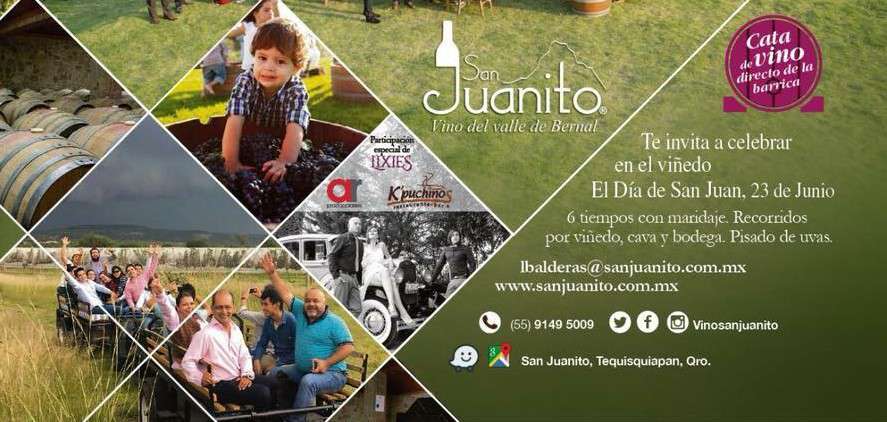 San
Juanito®
Vino del valle de Bernal
Cata
de vino
directo de la
barrica
Participación
especial de
LIXIES
ar
K'puchinos
Te invita a celebrar
en el viñedo
El Día de San Juan, 23 de Junio
6 tiempos con maridaje. Recorridos
por viñedo, cava y bodega. Pisado de uvas.
lbalderas@sanjuanito.com.mx
www.sanjuanito.com.mx
(55) 9149 5009
Vinosanjuanito
San Juanito, Tequisquiapan, Qro.